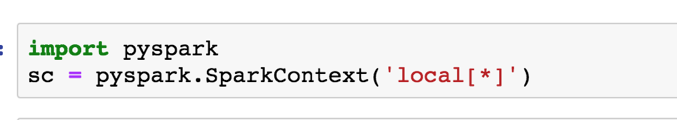 :
import pyspark
sc = pyspark.SparkContext('local[*]')